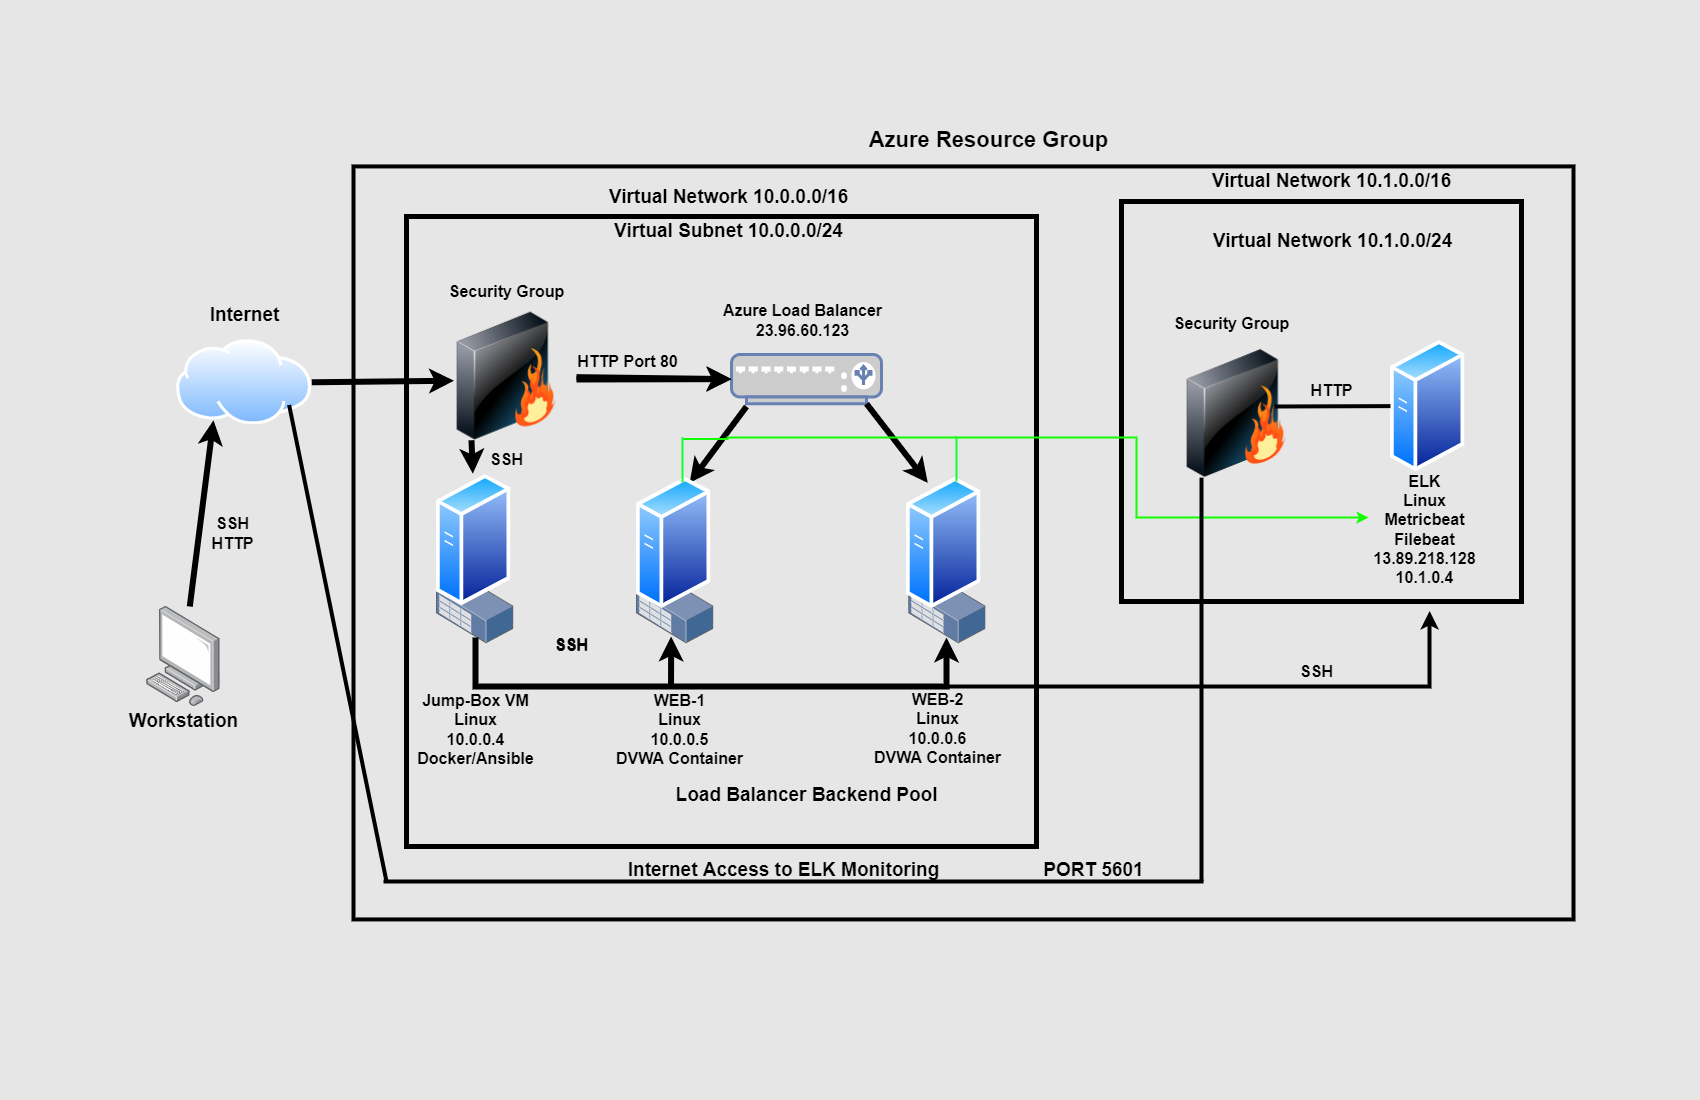 Azure Resource Group
Virtual Network 10.0.0.0/16
Virtual Subnet 10.0.0.0/24
Virtual Network 10.1.0.0/16
Virtual Network 10.1.0.0/24
Internet
SSH
HTTP
Workstation
Security Group
HTTP Port 80
Azure Load Balancer
23.96.60.123
SSH
SSH
Jump-Box VM
Linux
10.0.0.4
Docker/Ansible
WEB-1
Linux
10.0.0.5
DVWA Container
WEB-2
Linux
10.0.0.6
DVWA Container
Load Balancer Backend Pool
Security Group
HTTP
ELK
Linux
Metricbeat
Filebeat
13.89.218.128
10.1.0.4
SSH
Internet Access to ELK Monitoring
PORT 5601